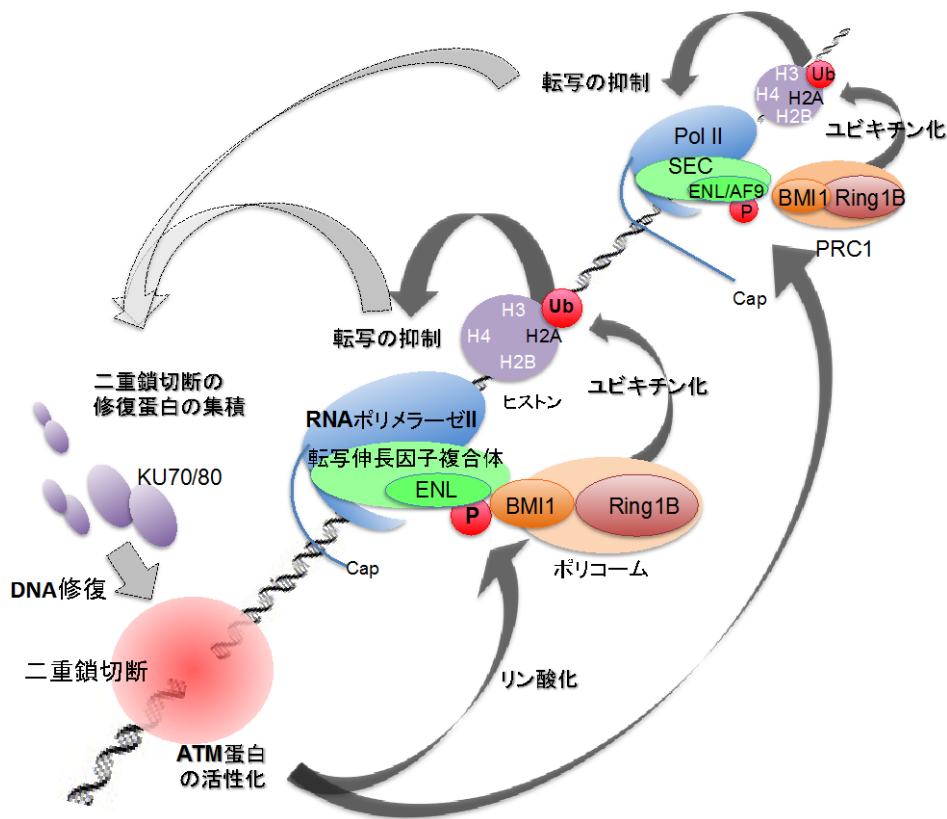 転写の抑制
H3
Ub
H4
H2A
H2B
ユビキチン化
Pol II
SEC
ENL/AF9
P
BMI1
Ring1B
PRC1
Cap
転写の抑制
H3
Ub
H4
H2A
H2B
ヒストン
ユビキチン化
二重鎖切断の
修復蛋白の集積
KU70/80
RNAポリメラーゼII
転写伸長因子複合体
ENL
P
BMI1
Ring1B
ポリコーム
Cap
DNA修復
二重鎖切断
リン酸化
ATM蛋白
の活性化